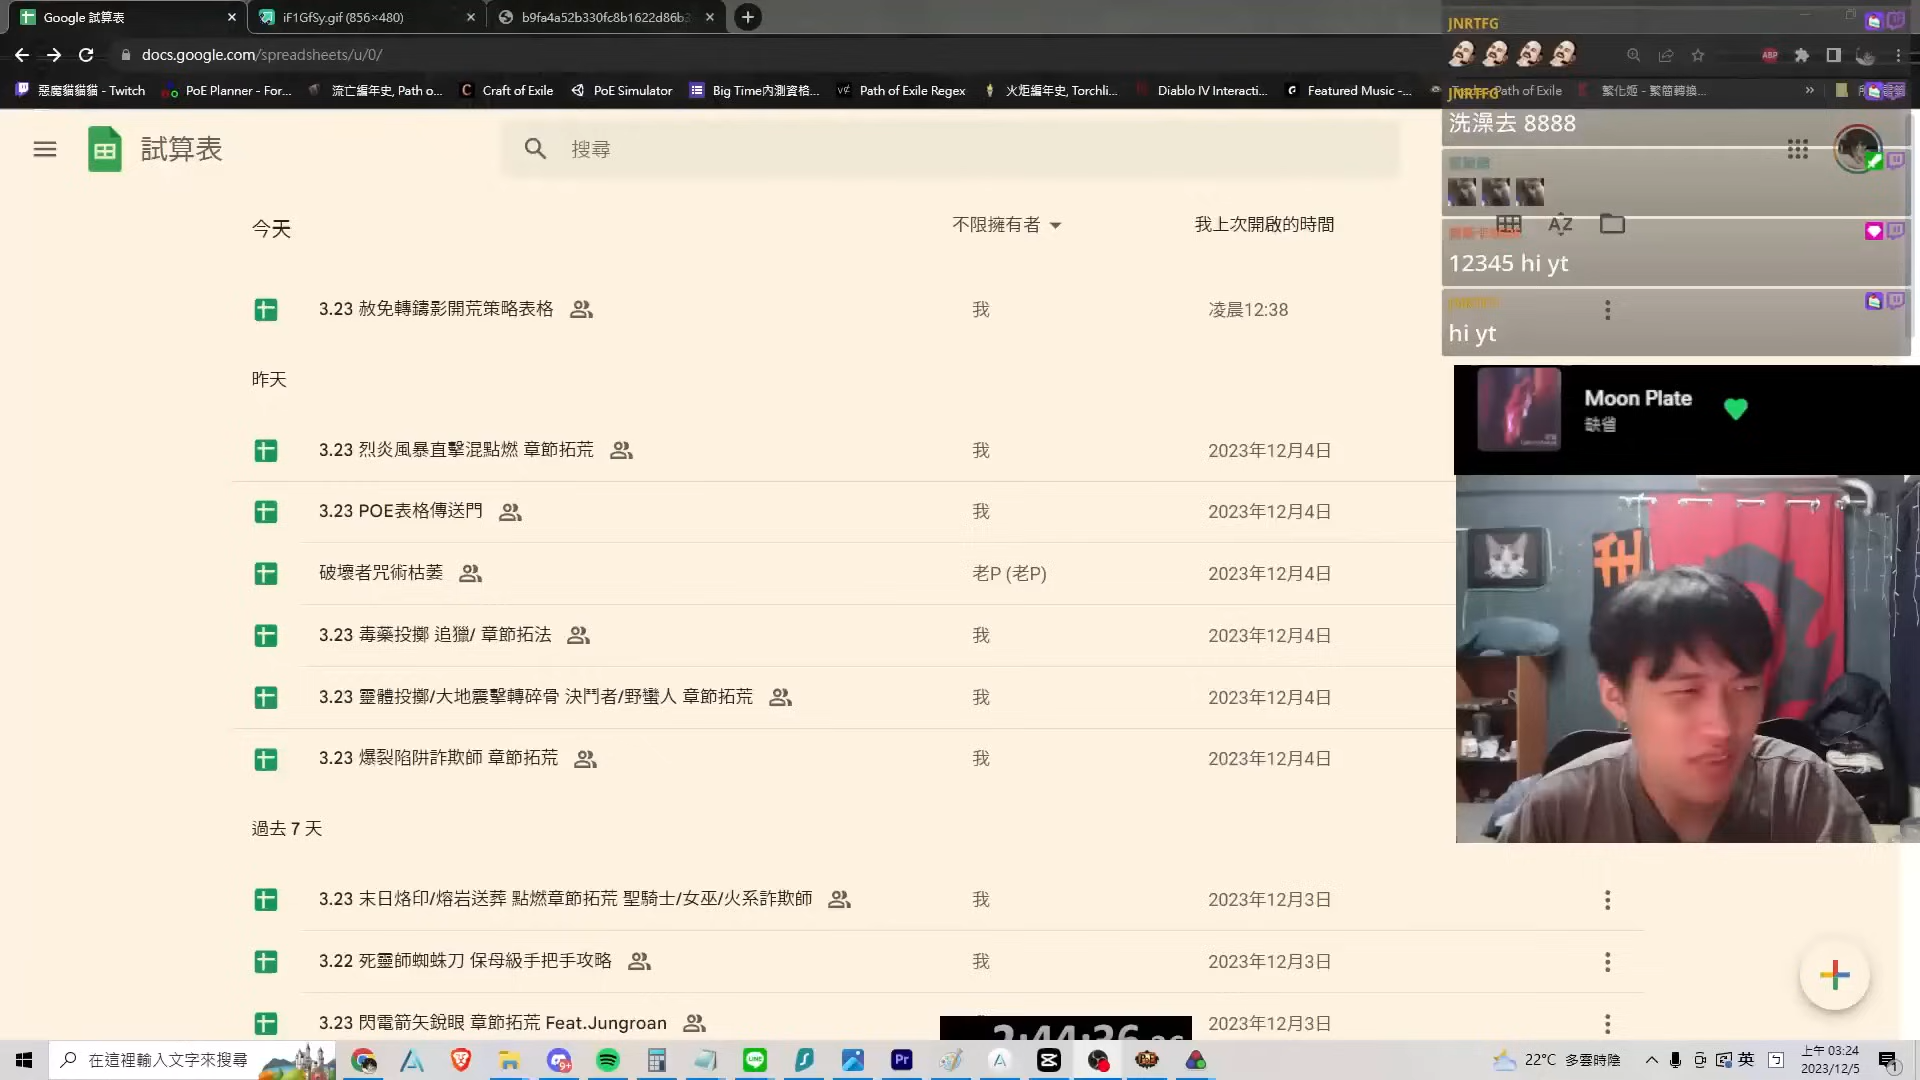 Google 試算表
iF1GfSy.gif (856×480)
b9fa4a52b330fc8b1622d86b3
docs.google.com/spreadsheets/u/0/
惡魔貓貓貓 - Twitch
PoE Planner - For...
流亡編年史, Path o...
Craft of Exile
PoE Simulator
Big Time內測資格...
Path of Exile Regex
火炬編年史, Torchli...
Diablo IV Interacti...
Featured Music -...
Path of Exile
繁化姬 - 繁簡轉換...
試算表
搜尋
今天
不限擁有者
我上次開啟的時間
3.23 赦免轉鑄影開荒策略表格
我
凌晨12:38
昨天
3.23 烈炎風暴直擊混點燃 章節拓荒
我
2023年12月4日
3.23 POE表格傳送門
我
2023年12月4日
破壞者咒術枯萎
老P (老P)
2023年12月4日
3.23 毒藥投擲 追獵/ 章節拓法
我
2023年12月4日
3.23 靈體投擲/大地震擊轉碎骨 決鬥者/野蠻人 章節拓荒
我
2023年12月4日
3.23 爆裂陷阱詐欺師 章節拓荒
我
2023年12月4日
過去 7 天
3.23 末日烙印/熔岩送葬 點燃章節拓荒 聖騎士/女巫/火系詐欺師
我
2023年12月3日
3.22 死靈師蜘蛛刀 保母級手把手攻略
我
2023年12月3日
3.23 閃電箭矢銳眼 章節拓荒 Feat.Jungroan
2023年12月3日
JNRTFG
JNRTFG
洗澡去 8888
12345 hi yt
JNRTFG
hi yt
Moon Plate
缺省
2:44:36
在這裡輸入文字來搜尋
22°C 多雲時陰
英
上午 03:24
2023/12/5